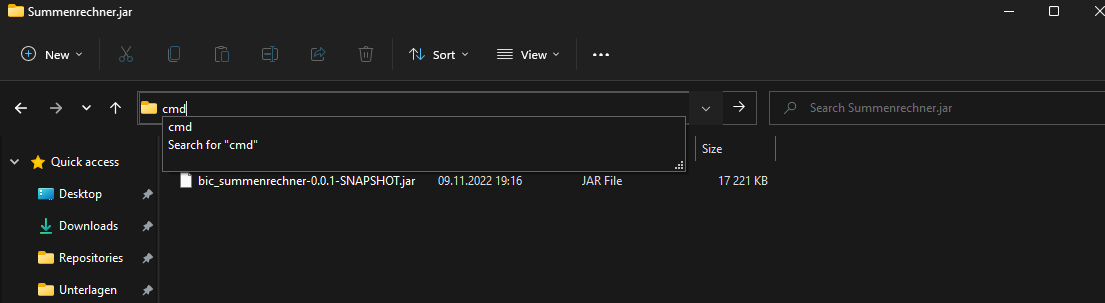 Summenrechner.jar
New Sort View
cmd Search Summenrechner.jar
cmd
Search for "cmd"
Size
Quick access
bic_summenrechner-0.0.1-SNAPSHOT.jar 09.11.2022 19:16 JAR File 17 221 KB
Desktop
Downloads
Repositories
Unterlagen